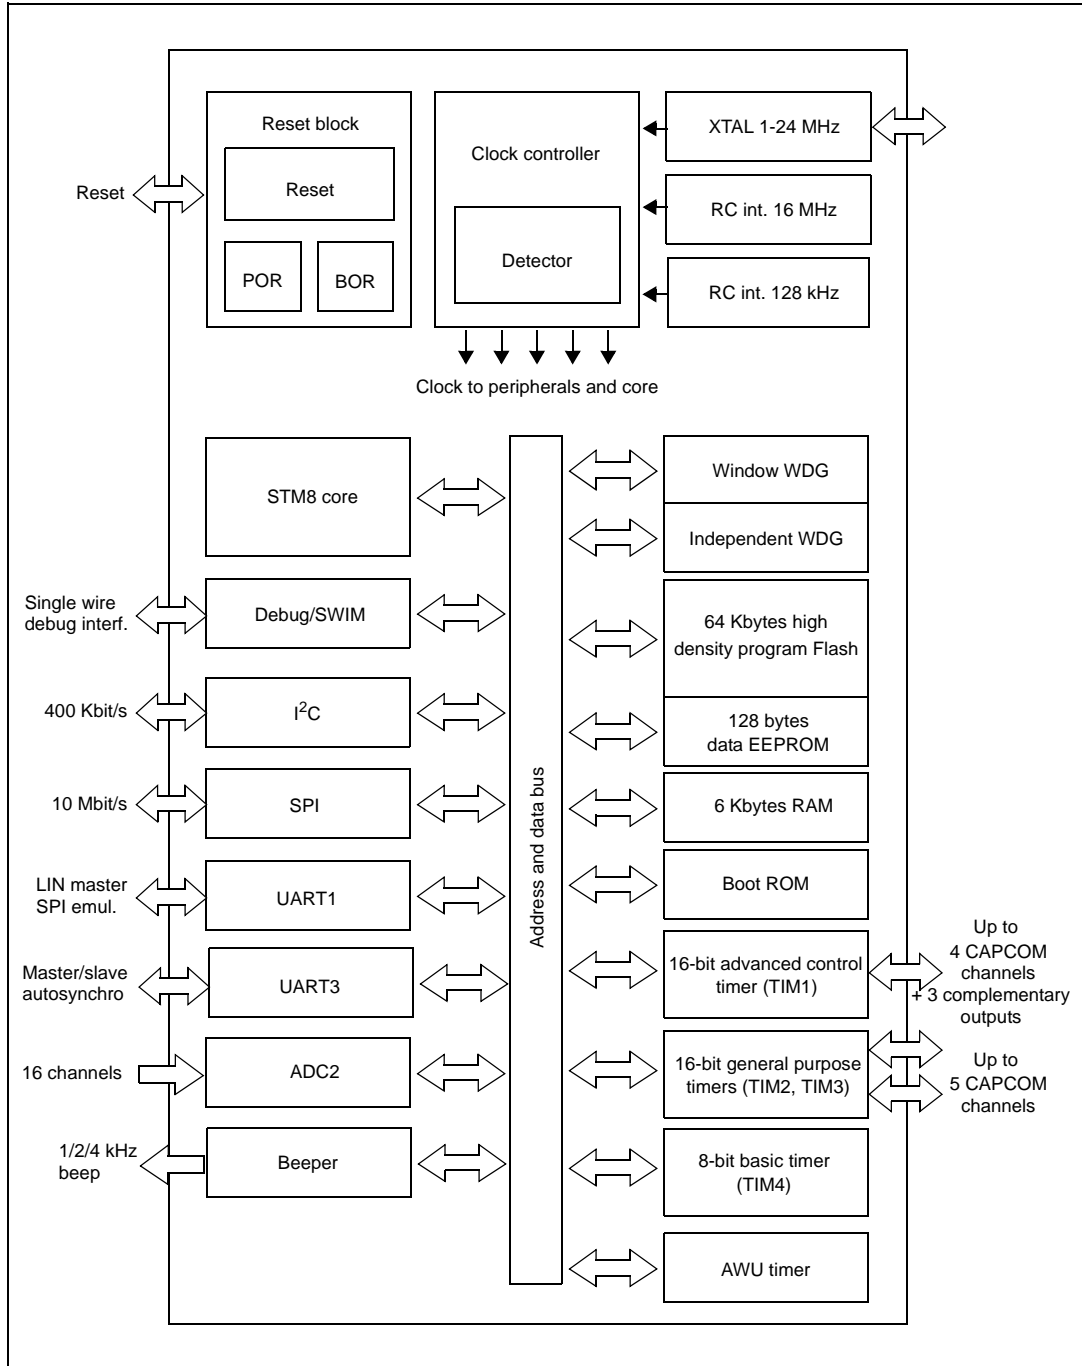 Reset block
Reset
POR
BOR
Reset
Clock controller
Detector
XTAL 1-24 MHz
RC int. 16 MHz
RC int. 128 kHz
Clock to peripherals and core
STM8 core
Single wire
debug interf.
Debug/SWIM
400 Kbit/s
I²C
10 Mbit/s
SPI
LIN master
SPI emul.
UART1
Master/slave
autosynchro
UART3
16 channels
ADC2
1/2/4 kHz
beep
Beeper
Address and data bus
Window WDG
Independent WDG
64 Kbytes high
density program Flash
128 bytes
data EEPROM
6 Kbytes RAM
Boot ROM
16-bit advanced control
timer (TIM1)
Up to
4 CAPCOM
channels
+ 3 complementary
outputs
16-bit general purpose
timers (TIM2, TIM3)
Up to
5 CAPCOM
channels
8-bit basic timer
(TIM4)
AWU timer